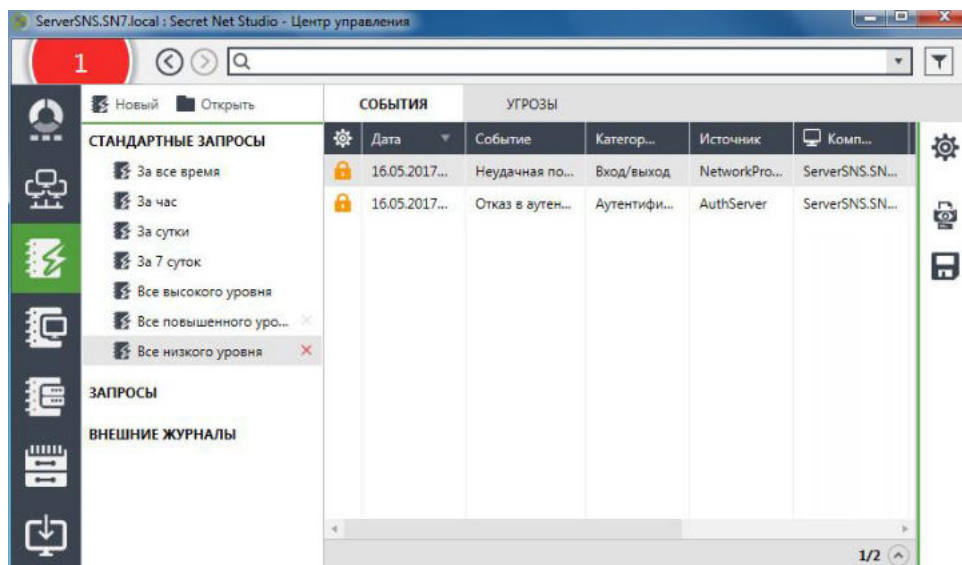 ServerSNS.SN7.local : Secret Net Studio - Центр управления
1
Новый Открыть
СТАНДАРТНЫЕ ЗАПРОСЫ
За все время
За час
За сутки
За 7 суток
Все высокого уровня
Все повышенного уро...
Все низкого уровня
ЗАПРОСЫ
ВНЕШНИЕ ЖУРНАЛЫ
СОБЫТИЯ УГРОЗЫ
Дата Событие Категор... Источник Комп...
16.05.2017... Неудачная по... Вход/выход NetworkPro... ServerSNS.SN...
16.05.2017... Отказ в аутен... Аутентифи... AuthServer ServerSNS.SN...
1/2